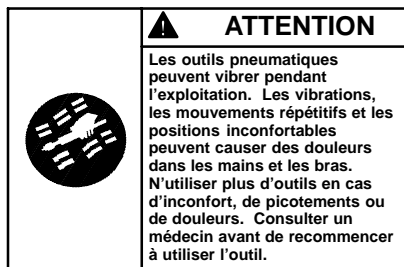 ATTENTION
Les outils pneumatiques
peuvent vibrer pendant
l'exploitation. Les vibrations,
les mouvements répétitifs et les
positions inconfortables
peuvent causer des douleurs
dans les mains et les bras.
N'utiliser plus d'outils en cas
d'inconfort, de picotements ou
de douleurs. Consulter un
médecin avant de recommencer
à utiliser l'outil.